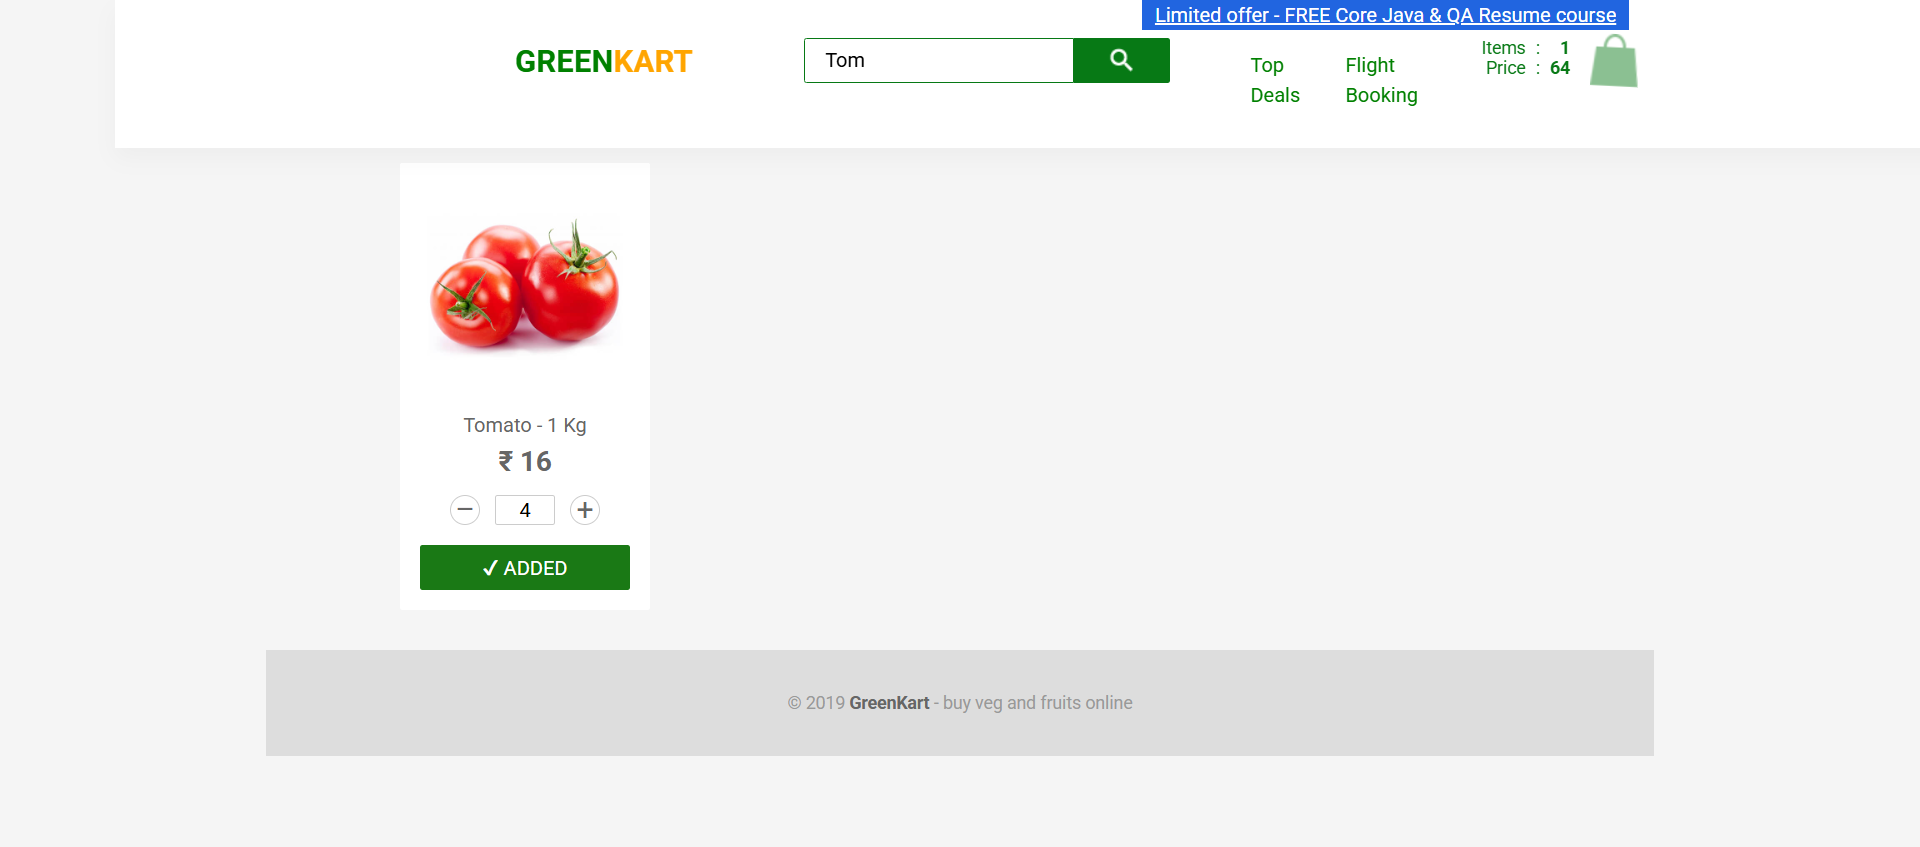 Limited offer - FREE Core Java & QA Resume course
GREENKART
Tom
Top
Deals
Flight
Booking
Items : 1
Price : 64
Tomato - 1 Kg
₹ 16
− 4 +
✓ ADDED
© 2019 GreenKart - buy veg and fruits online